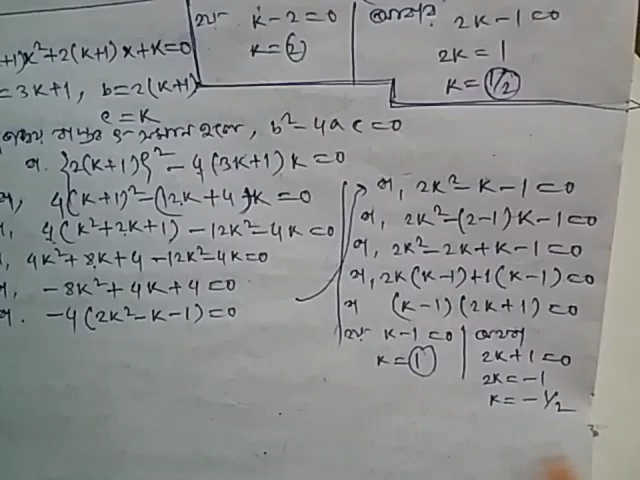 হয় k-2=0
k=2
অথবা 2k-1=0
2k=1
k=1/2
+1)x²+2(k+1)x+k=0
=3k+1, b=2(k+1)
c=k
হলে, b²-4ac=0
বা, {2(k+1)}²-4(3k+1)k=0
বা, 4(k+1)²-(12k+4)k=0
বা, 4(k²+2k+1)-12k²-4k=0
বা, 4k²+8k+4-12k²-4k=0
বা, -8k²+4k+4=0
বা, -4(2k²-k-1)=0
বা, 2k²-k-1=0
বা, 2k²-(2-1)k-1=0
বা, 2k²-2k+k-1=0
বা, 2k(k-1)+1(k-1)=0
বা (k-1)(2k+1)=0
হয় k-1=0
k=1
অথবা
2k+1=0
2k=-1
k=-1/2